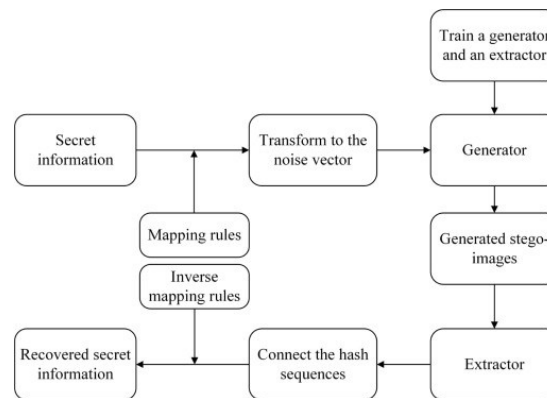 Train a generator
and an extractor
Secret
information
Transform to the
noise vector
Generator
Mapping rules
Generated stego-
images
Inverse
mapping rules
Recovered secret
information
Connect the hash
sequences
Extractor